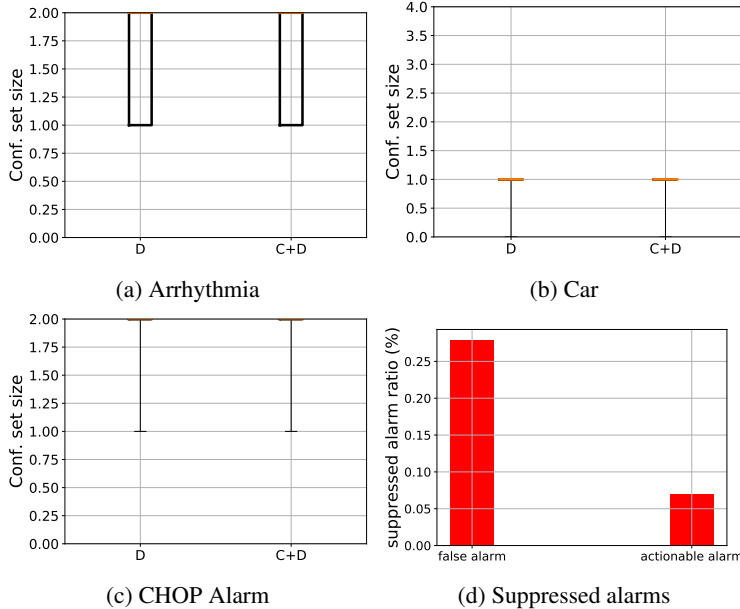 2.00
1.75
1.50
1.25
1.00
0.75
0.50
0.25
0.00
Conf. set size
D
C+D
(a) Arrhythmia
4.0
3.5
3.0
2.5
2.0
1.5
1.0
0.5
0.0
Conf. set size
D
C+D
(b) Car
2.00
1.75
1.50
1.25
1.00
0.75
0.50
0.25
0.00
Conf. set size
D
C+D
(c) CHOP Alarm
0.25
0.20
0.15
0.10
0.05
0.00
suppressed alarm ratio (%)
false alarm
actionable alarm
(d) Suppressed alarms